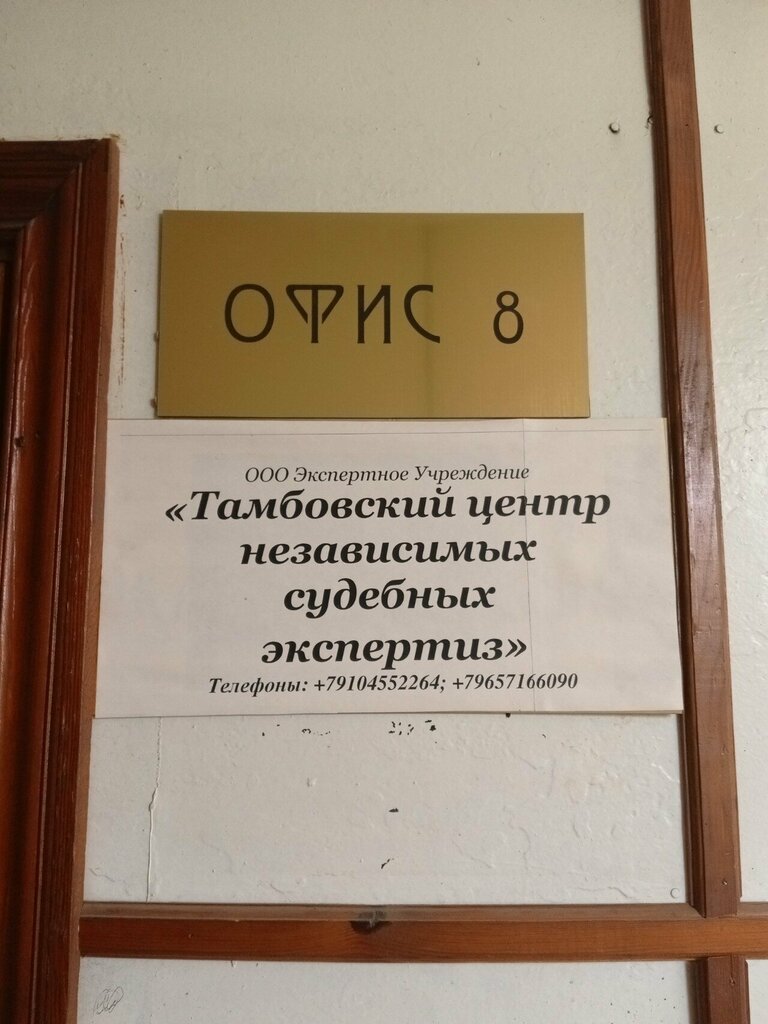 ОФИС 8
ООО Экспертное Учреждение
«Тамбовский центр
независимых
судебных
экспертиз»
Телефоны: +79104552264; +79657166090